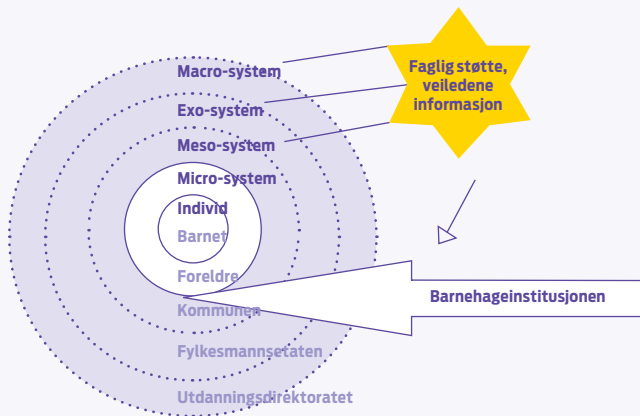 Macro-system
Exo-system
Meso-system
Micro-system
Individ
Barnet
Foreldre
Kommunen
Fylkesmannsetaten
Utdanningsdirektoratet
Faglig støtte,
veiledene
informasjon
Barnehageinstitusjonen